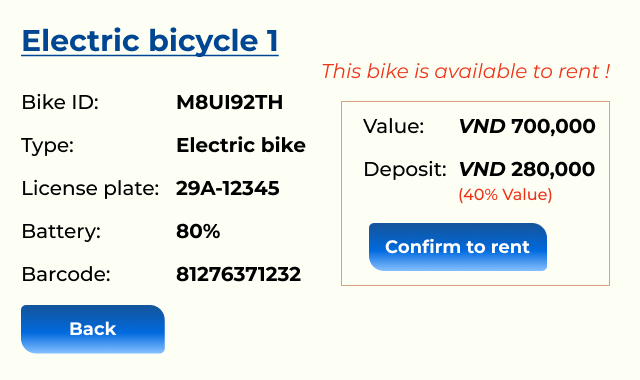 Electric bicycle 1
This bike is available to rent !
Bike ID: M8UI92TH
Type: Electric bike
License plate: 29A-12345
Battery: 80%
Barcode: 81276371232
Back
Value: VND 700,000
Deposit: VND 280,000
(40% Value)
Confirm to rent